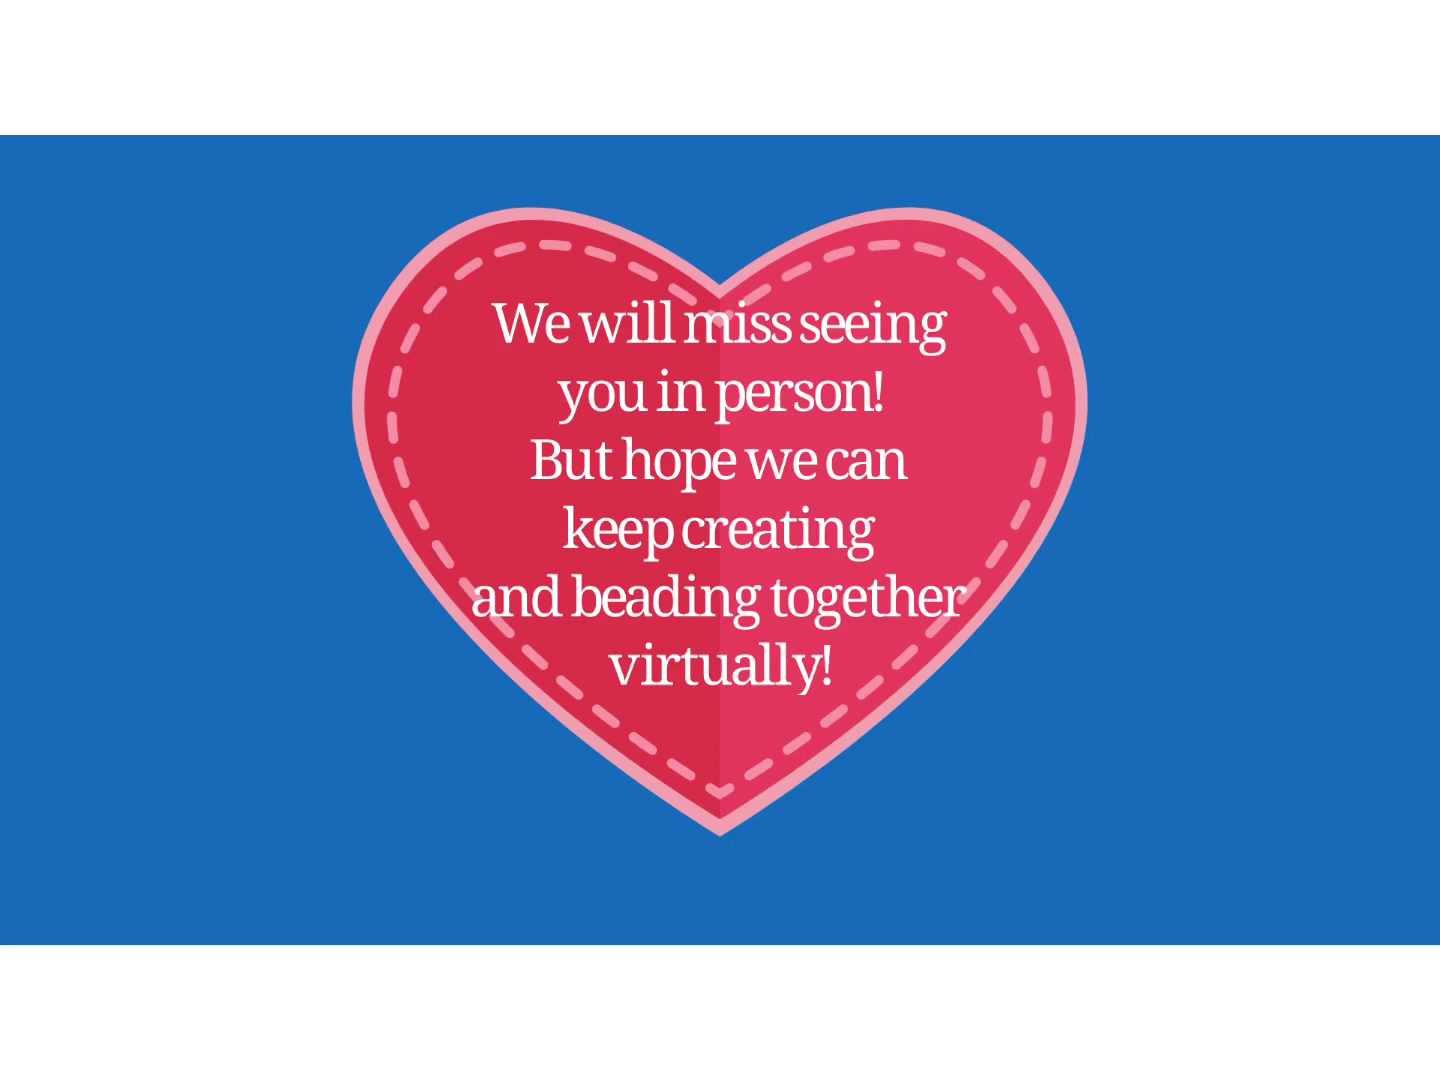 We will miss seeing
you in person!
But hope we can
keep creating
and beading together
virtually!